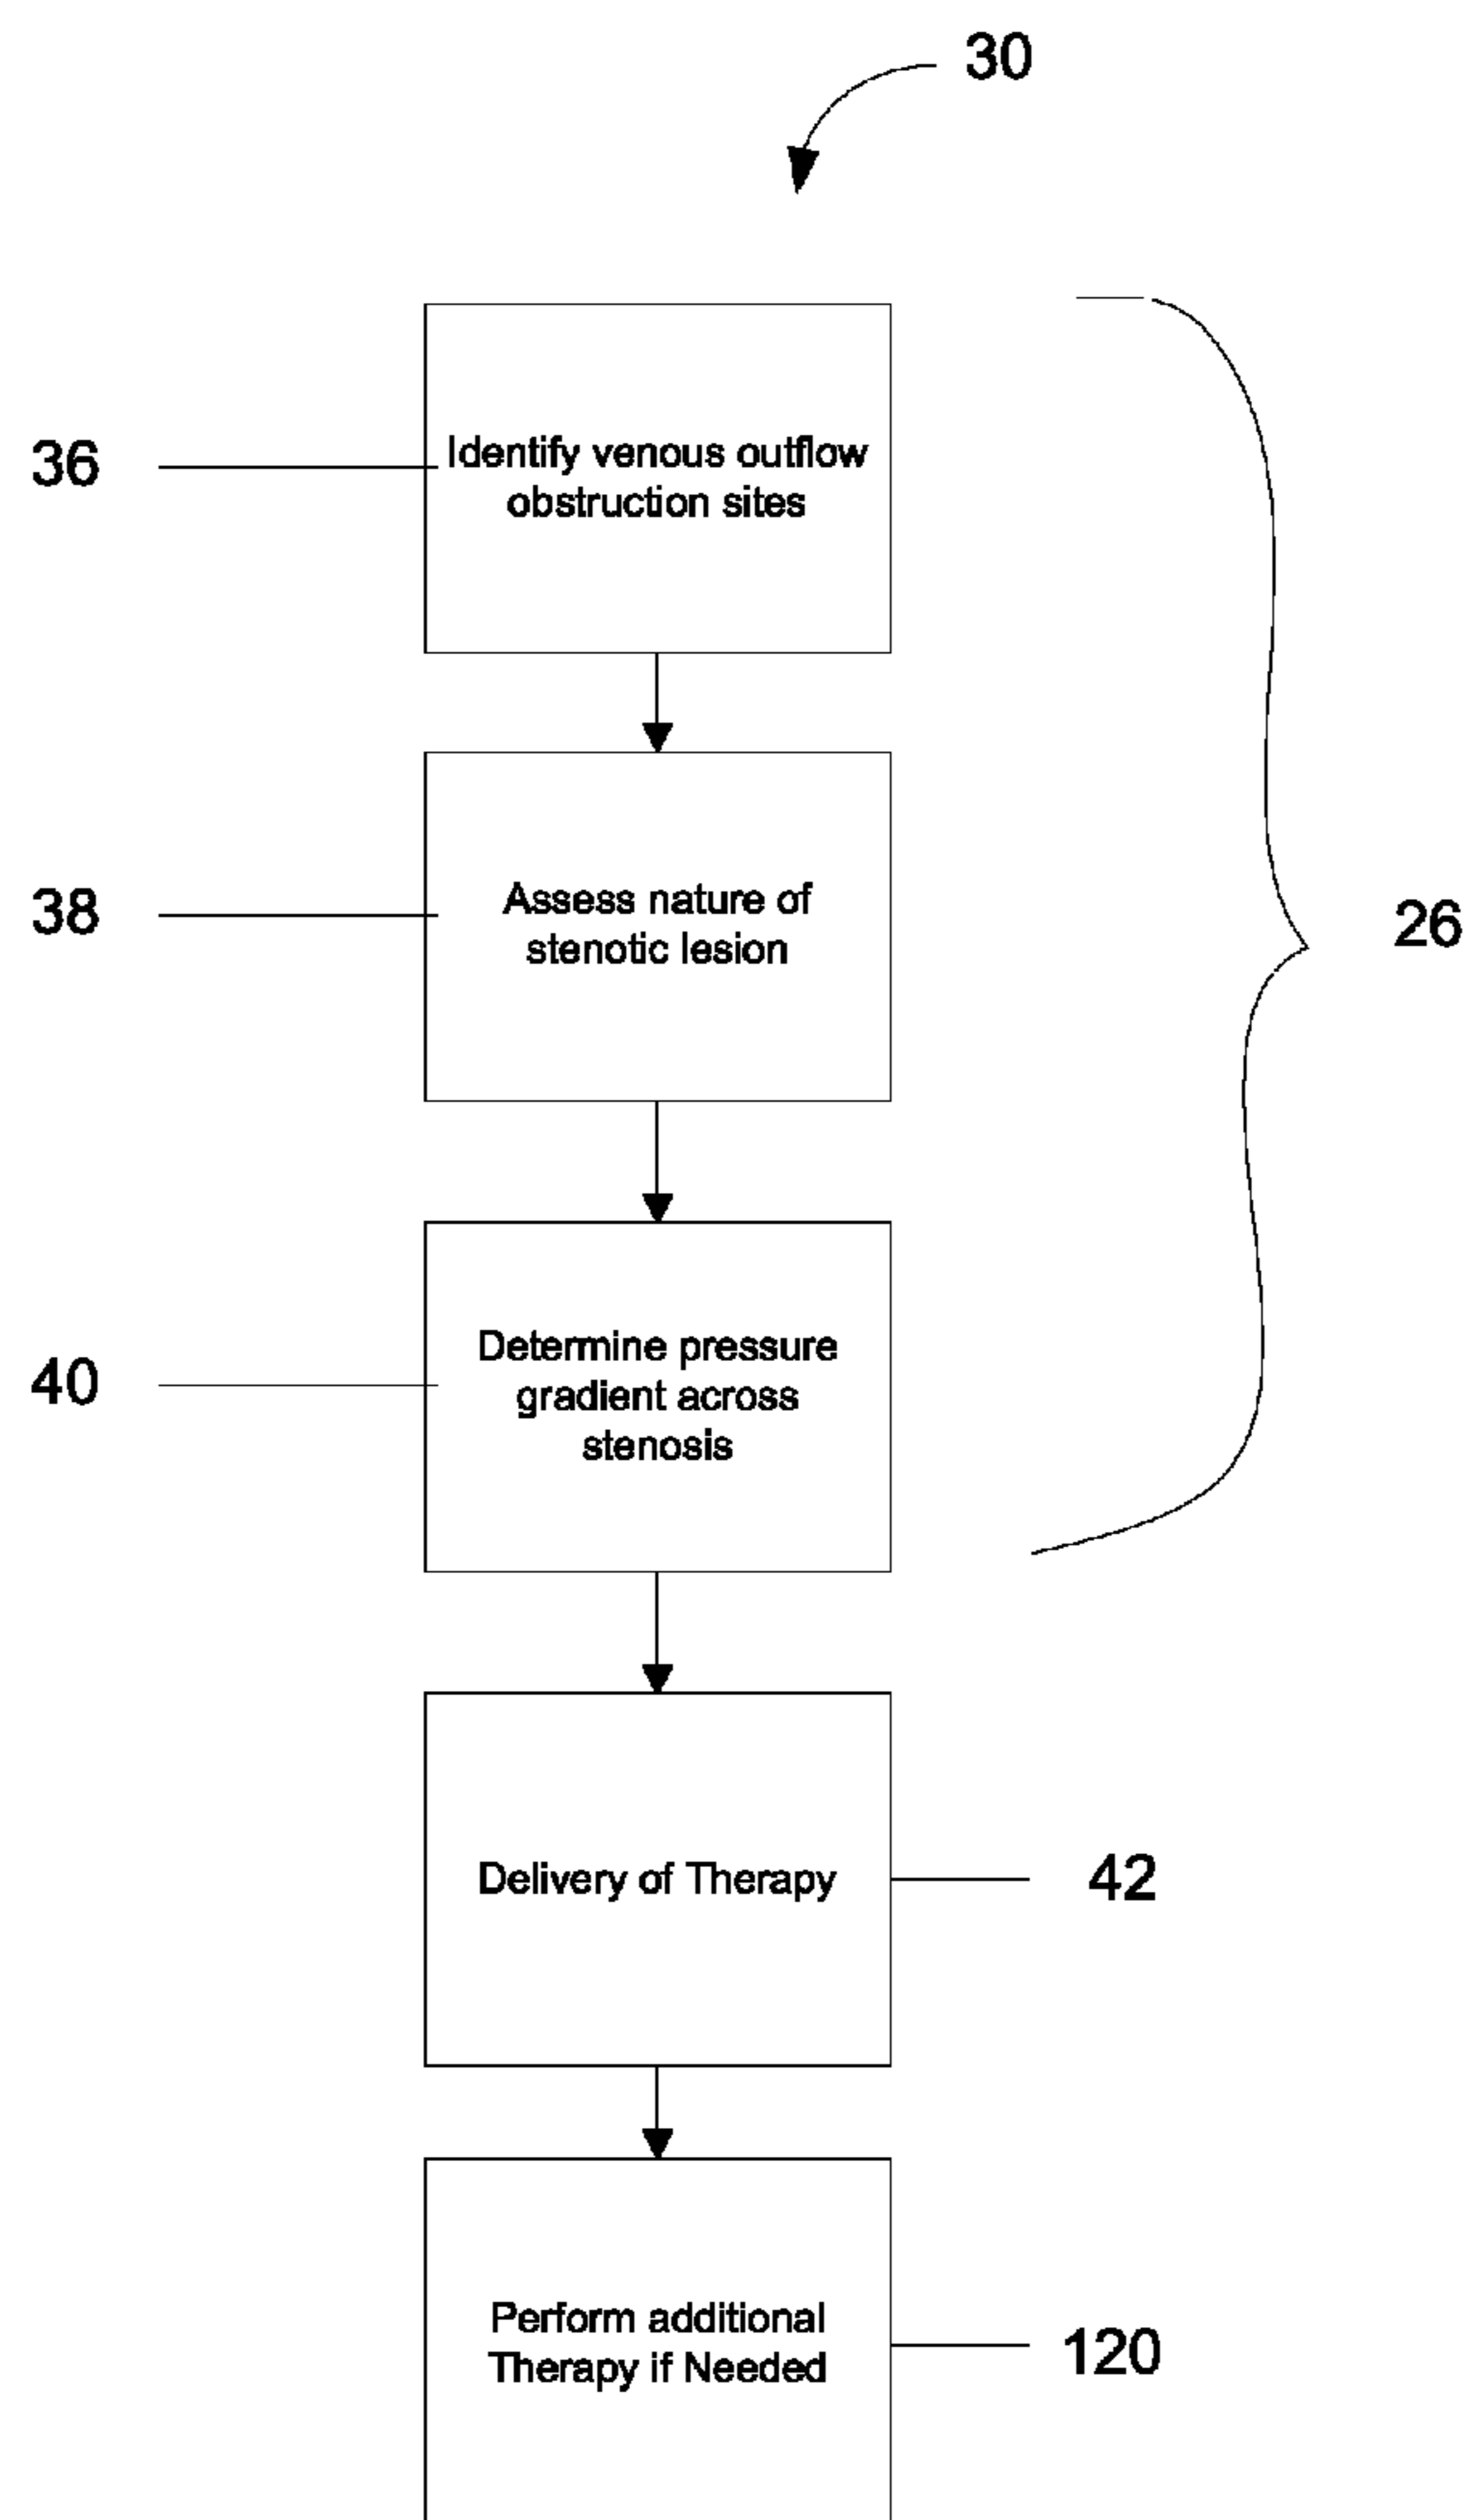 30
36
Identify venous outflow
obstruction sites
38
Assess nature of
stenotic lesion
26
40
Determine pressure
gradient across
stenosis
Delivery of Therapy
42
Perform additional
Therapy if Needed
120